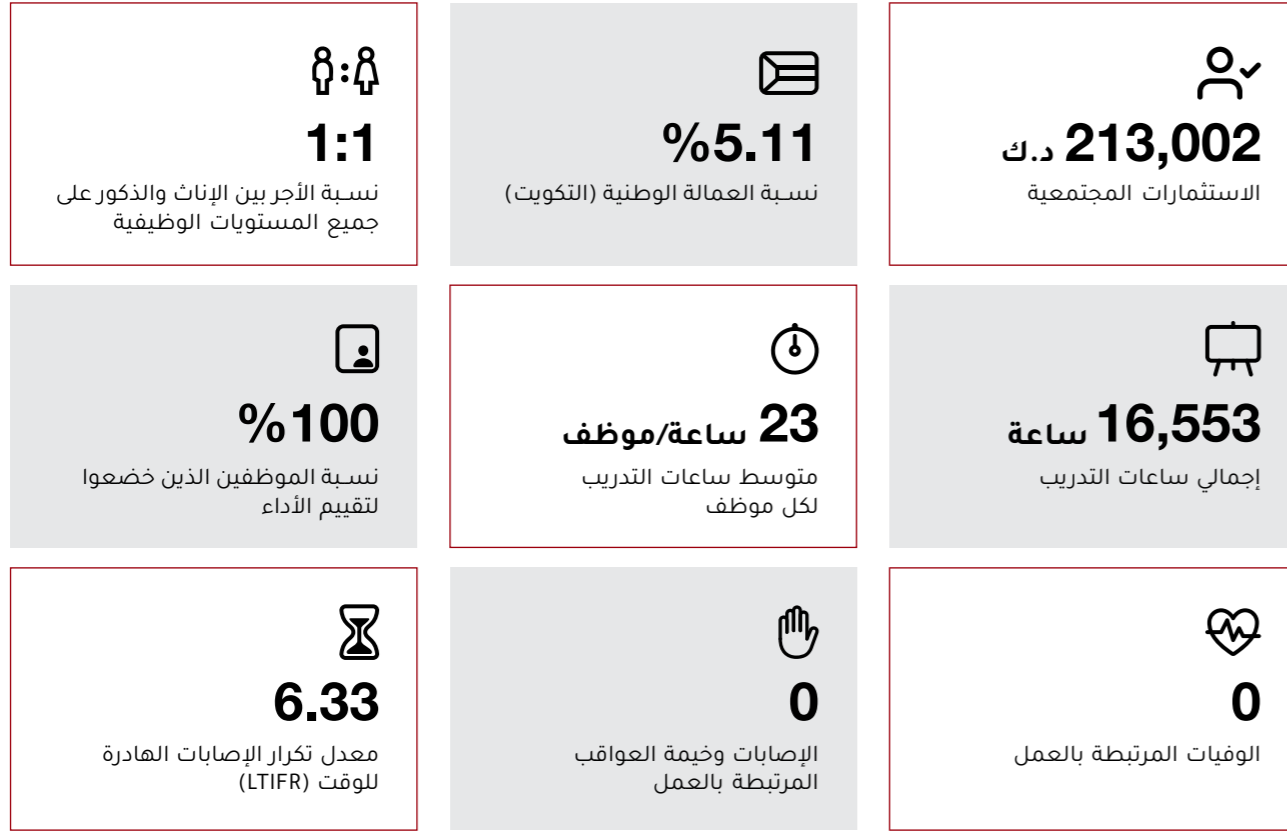 213,002 د.ك
الاستثمارات المجتمعية
%5.11
نسبة العمالة الوطنية (التكويت)
1:1
نسبة الأجر بين الإناث والذكور على
جميع المستويات الوظيفية
16,553 ساعة
إجمالي ساعات التدريب
23 ساعة/موظف
متوسط ساعات التدريب
لكل موظف
%100
نسبة الموظفين الذين خضعوا
لتقييم الأداء
0
الوفيات المرتبطة بالعمل
0
الإصابات وخيمة العواقب
المرتبطة بالعمل
6.33
معدل تكرار الإصابات الهادرة
للوقت (LTIFR)